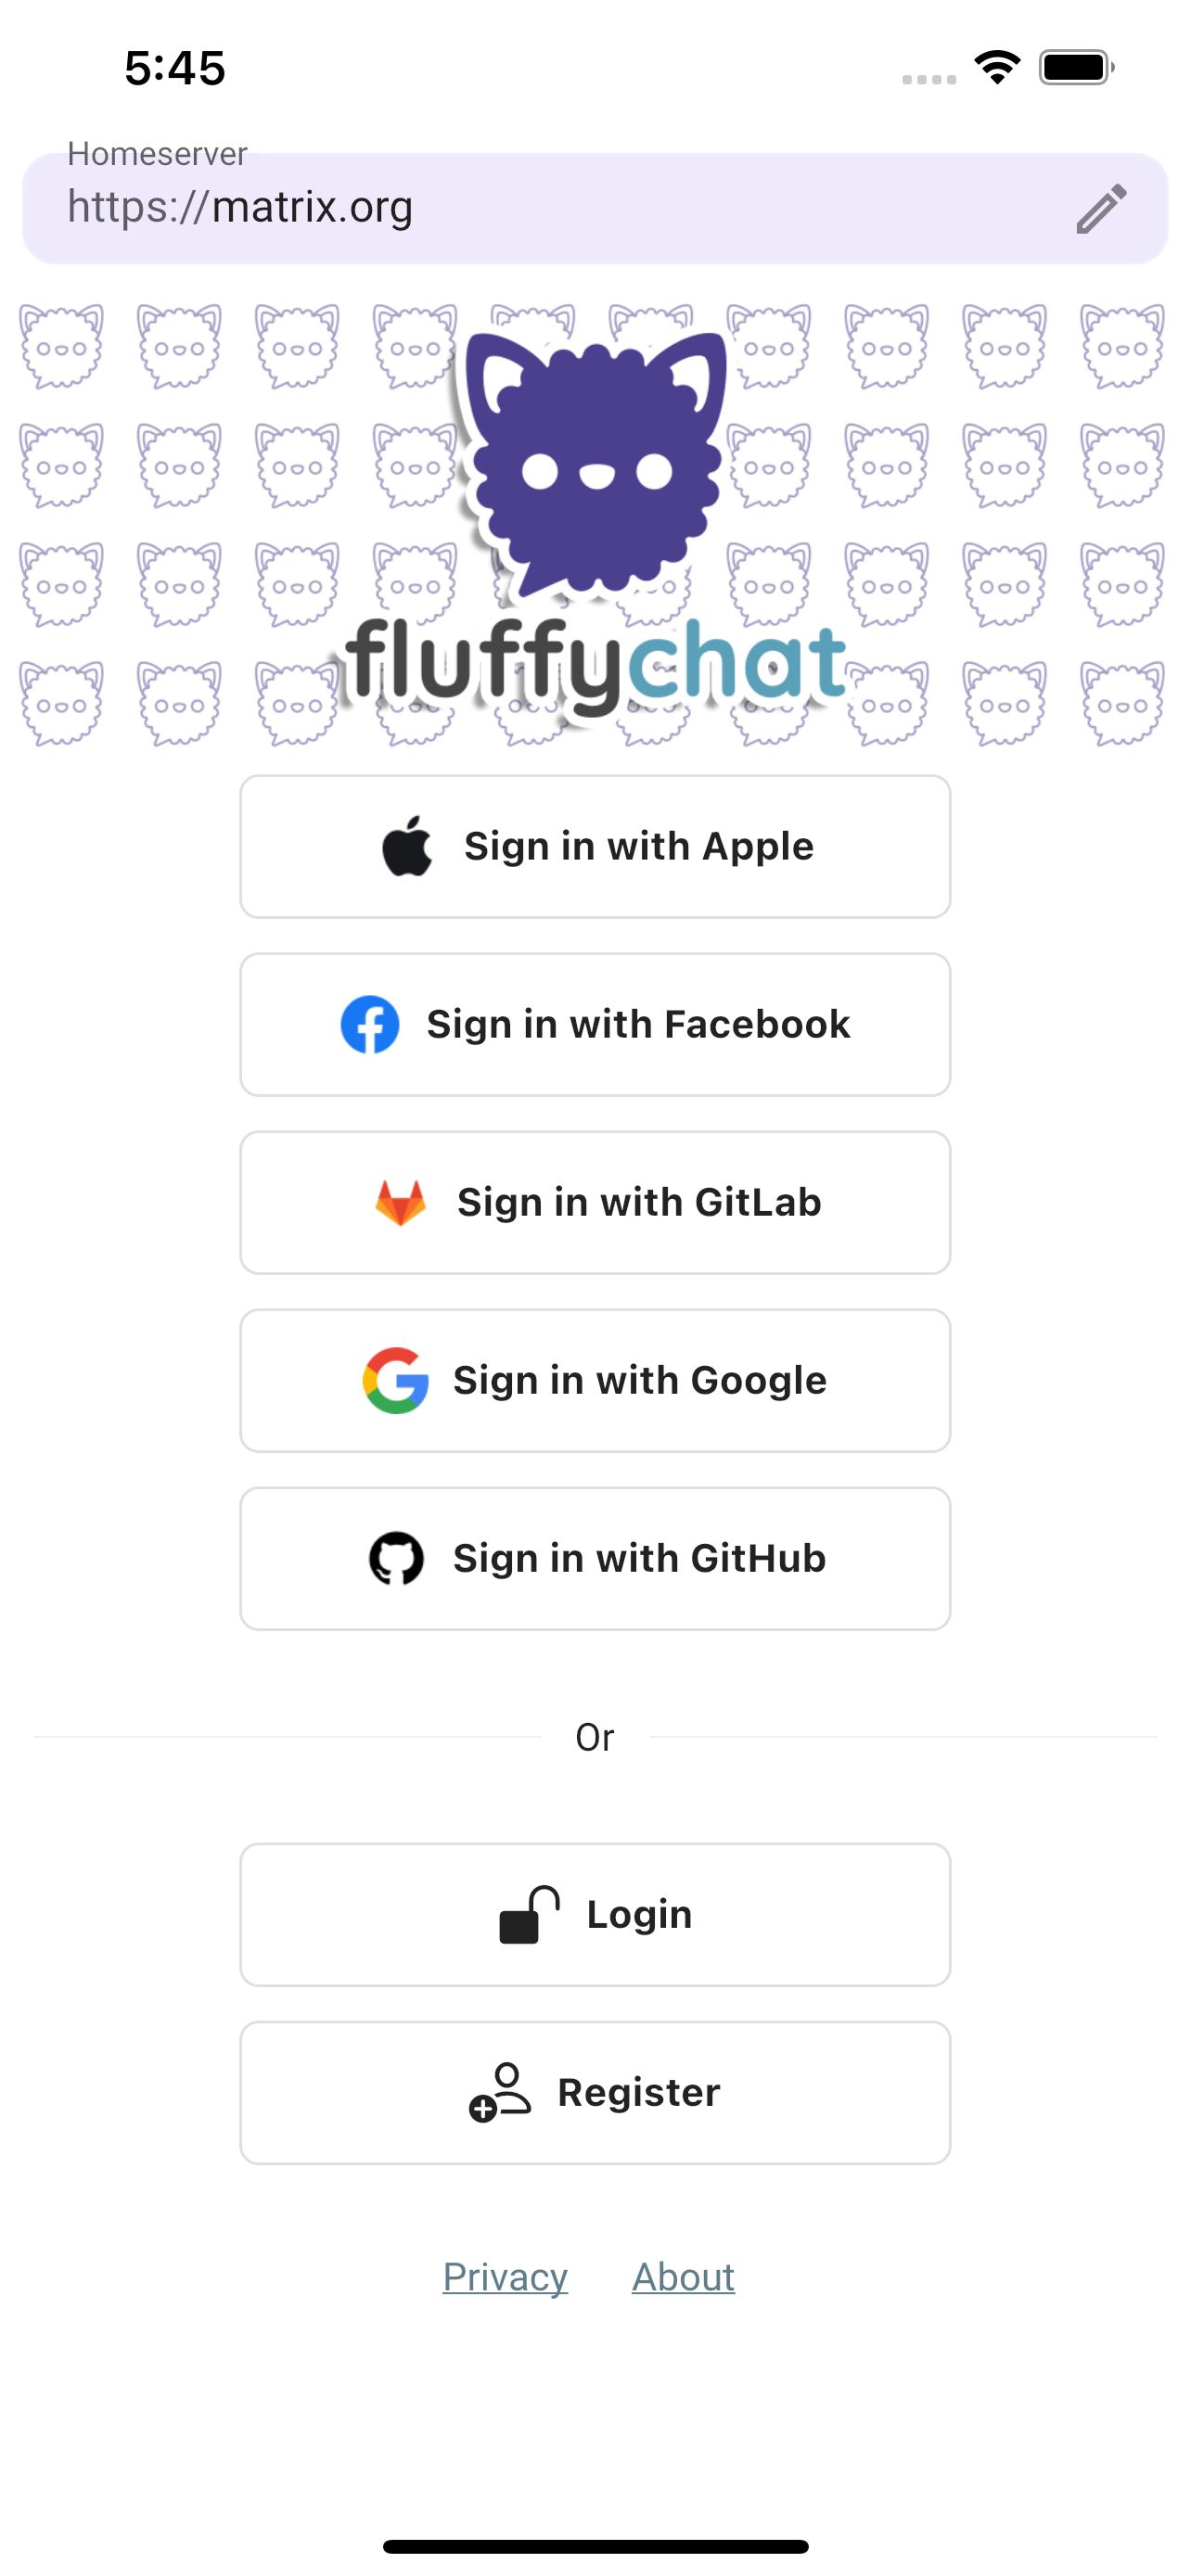 5:45
Homeserver
https://matrix.org
fluffychat
Sign in with Apple
Sign in with Facebook
Sign in with GitLab
Sign in with Google
Sign in with GitHub
Or
Login
Register
Privacy About